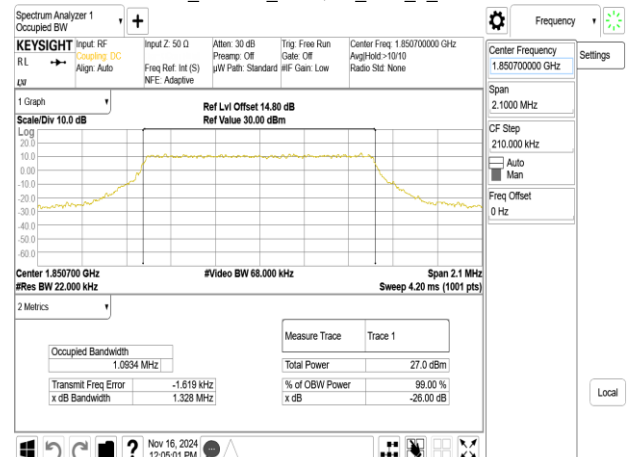 Spectrum Analyzer 1
Occupied BW
Frequency
KEYSIGHT
RL
Input: RF
Coupling: DC
Align: Auto
Input Z: 50 Ω
Freq Ref: Int (S)
NFE: Adaptive
Atten: 30 dB
Preamp: Off
µW Path: Standard
Trig: Free Run
Gate: Off
#IF Gain: Low
Center Freq: 1.850700000 GHz
Avg|Hold:>10/10
Radio Std: None
Center Frequency
1.850700000 GHz
Settings
Span
2.1000 MHz
CF Step
210.000 kHz
Auto
Man
Freq Offset
0 Hz
1 Graph
Scale/Div 10.0 dB
Ref Lvl Offset 14.80 dB
Ref Value 30.00 dBm
Log
20.0
10.0
0.00
-10.0
-20.0
-30.0
-40.0
-50.0
-60.0
Center 1.850700 GHz
#Video BW 68.000 kHz
Span 2.1 MHz
#Res BW 22.000 kHz
Sweep 4.20 ms (1001 pts)
2 Metrics
Measure Trace
Trace 1
Occupied Bandwidth
1.0934 MHz
Total Power
27.0 dBm
Transmit Freq Error
-1.619 kHz
% of OBW Power
99.00 %
x dB Bandwidth
1.328 MHz
x dB
-26.00 dB
Local
Nov 16, 2024
12:05:01 PM